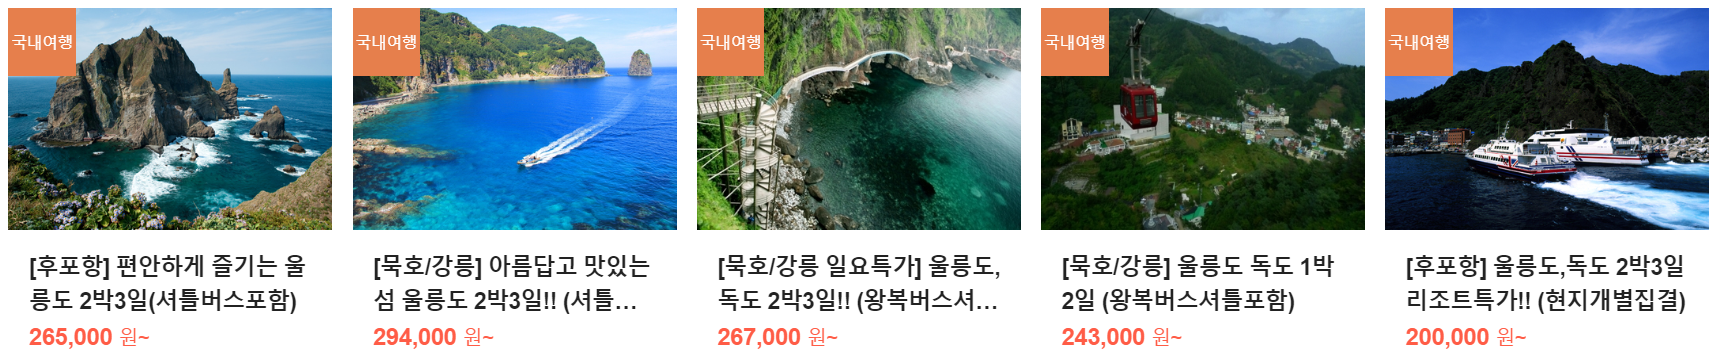 국내여행
[후포항] 편안하게 즐기는 울
릉도 2박3일(셔틀버스포함)
265,000 원~
국내여행
[묵호/강릉] 아름답고 맛있는
섬 울릉도 2박3일!! (셔틀...
294,000 원~
국내여행
[묵호/강릉 일요특가] 울릉도,
독도 2박3일!! (왕복버스셔...
267,000 원~
국내여행
[묵호/강릉] 울릉도 독도 1박
2일 (왕복버스셔틀포함)
243,000 원~
국내여행
[후포항] 울릉도,독도 2박3일
리조트특가!! (현지개별집결)
200,000 원~